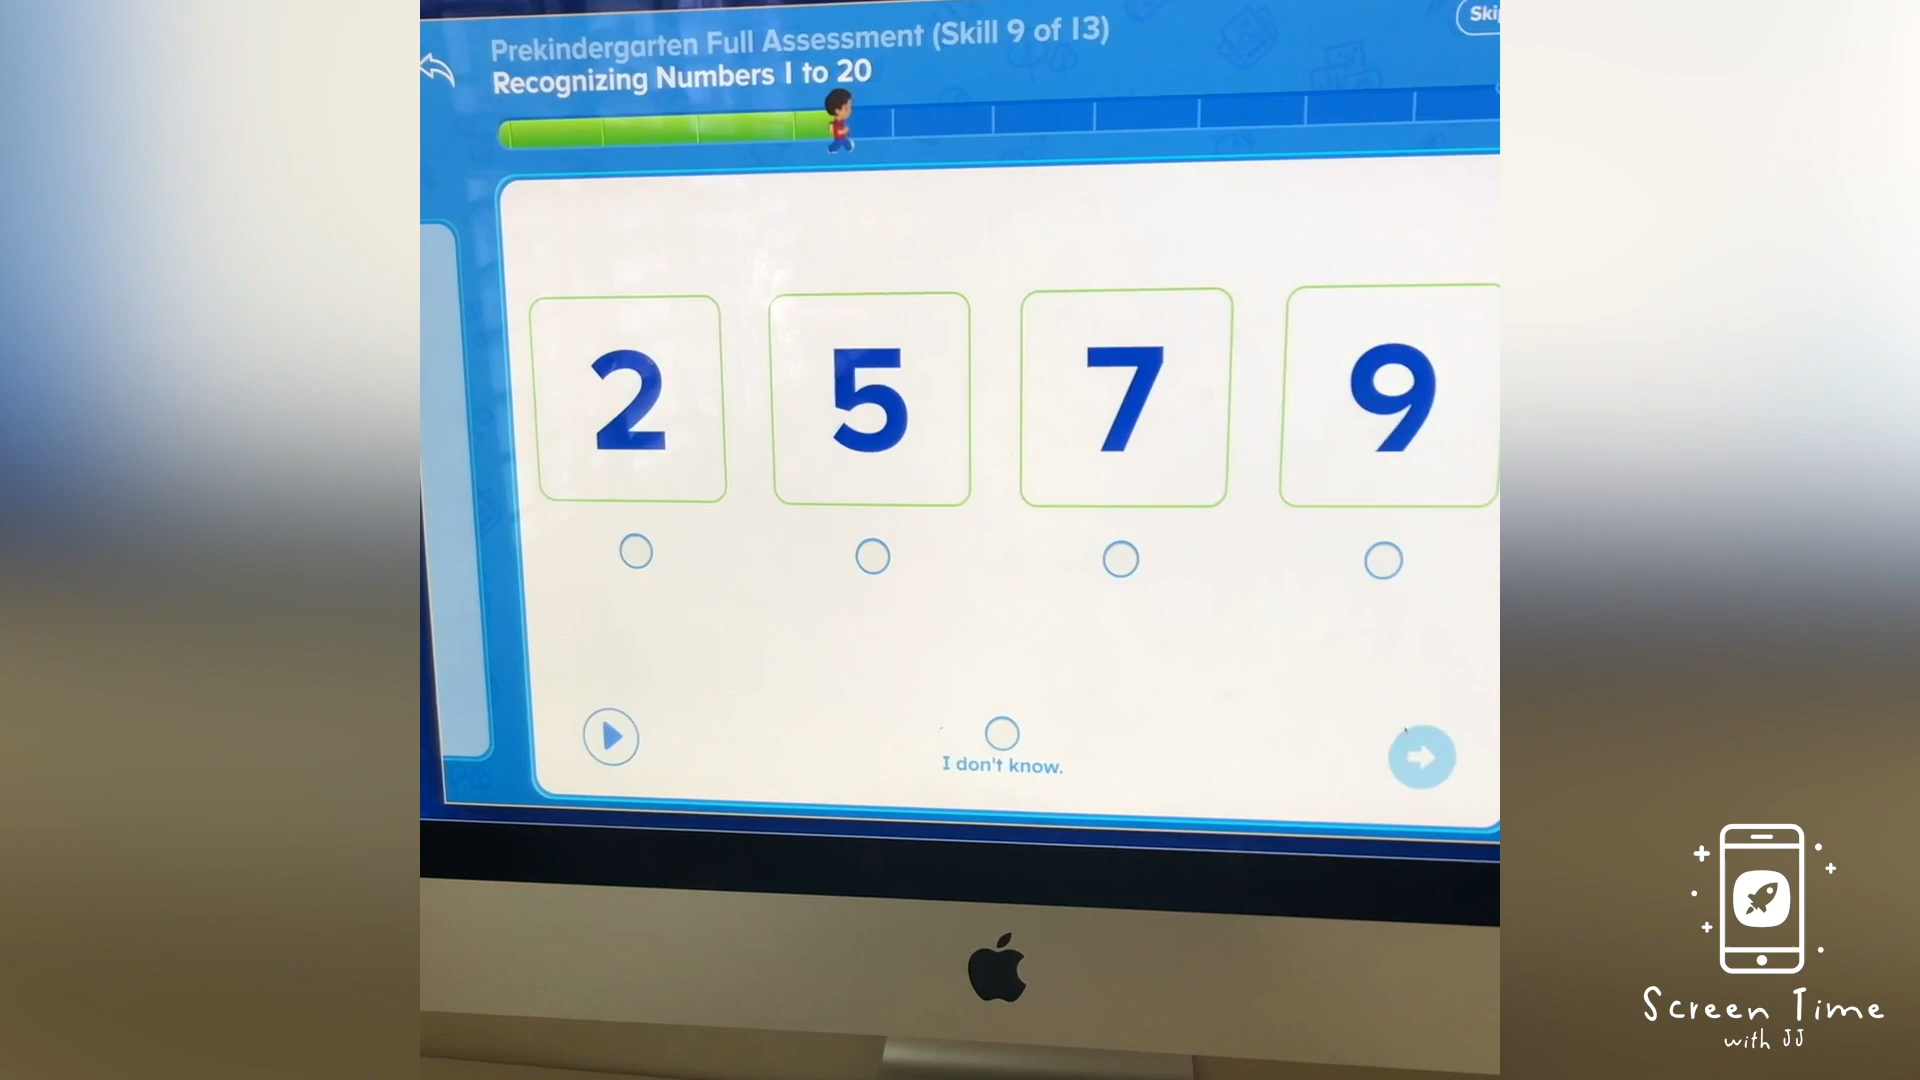 Prekindergarten Full Assessment (Skill 9 of 13)
Recognizing Numbers 1 to 20
2 5 7 9
I don't know.
Screen Time
with JJ